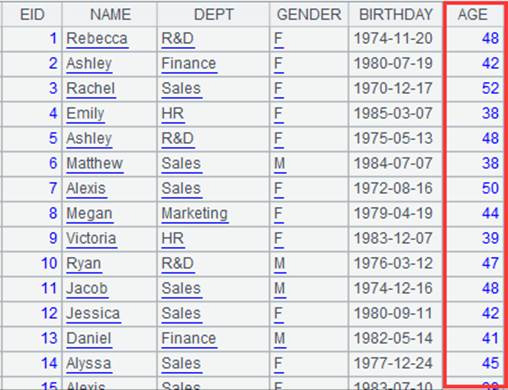 EID NAME DEPT GENDER BIRTHDAY AGE
1 Rebecca R&D F 1974-11-20 48
2 Ashley Finance F 1980-07-19 42
3 Rachel Sales F 1970-12-17 52
4 Emily HR F 1985-03-07 38
5 Ashley R&D F 1975-05-13 48
6 Matthew Sales M 1984-07-07 38
7 Alexis Sales F 1972-08-16 50
8 Megan Marketing F 1979-04-19 44
9 Victoria HR F 1983-12-07 39
10 Ryan R&D M 1976-03-12 47
11 Jacob Sales M 1974-12-16 48
12 Jessica Sales F 1980-09-11 42
13 Daniel Finance M 1982-05-14 41
14 Alyssa Sales F 1977-12-24 45
15 Alexis Sales F